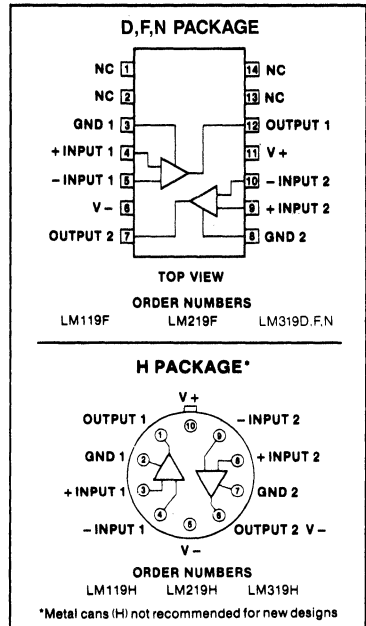 D,F,N PACKAGE
NC 1 14 NC
NC 2 13 NC
GND 1 3 12 OUTPUT 1
+ INPUT 1 4 11 V +
− INPUT 1 5 10 − INPUT 2
V − 6 9 + INPUT 2
OUTPUT 2 7 8 GND 2
TOP VIEW
ORDER NUMBERS
LM119F LM219F LM319D.F,N
H PACKAGE*
V +
OUTPUT 1 10 − INPUT 2
1 9
GND 1 2 8 + INPUT 2
+ INPUT 1 3 7 GND 2
− INPUT 1 4 5 6 OUTPUT 2 V −
V −
ORDER NUMBERS
LM119H LM219H LM319H
*Metal cans (H) not recommended for new designs